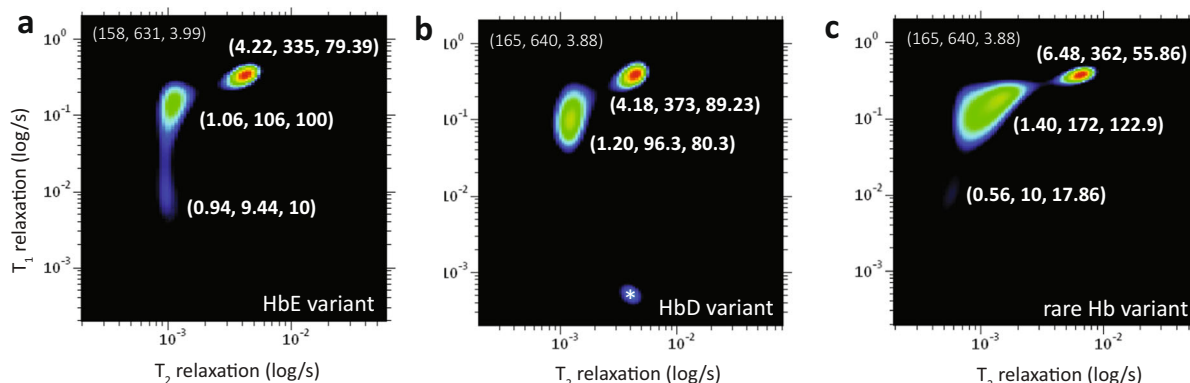 a
(158, 631, 3.99)
(4.22, 335, 79.39)
(1.06, 106, 100)
(0.94, 9.44, 10)
HbE variant
10⁰
10⁻¹
10⁻²
10⁻³
T₁ relaxation (log/s)
10⁻³ 10⁻²
T₂ relaxation (log/s)
b
(165, 640, 3.88)
(4.18, 373, 89.23)
(1.20, 96.3, 80.3)
*
HbD variant
10⁰
10⁻¹
10⁻²
10⁻³
10⁻³ 10⁻²
relaxation (log/s)
c
(165, 640, 3.88)
(6.48, 362, 55.86)
(1.40, 172, 122.9)
(0.56, 10, 17.86)
rare Hb variant
10⁰
10⁻¹
10⁻²
10⁻³
10⁻³ 10⁻²
relaxation (log/s)